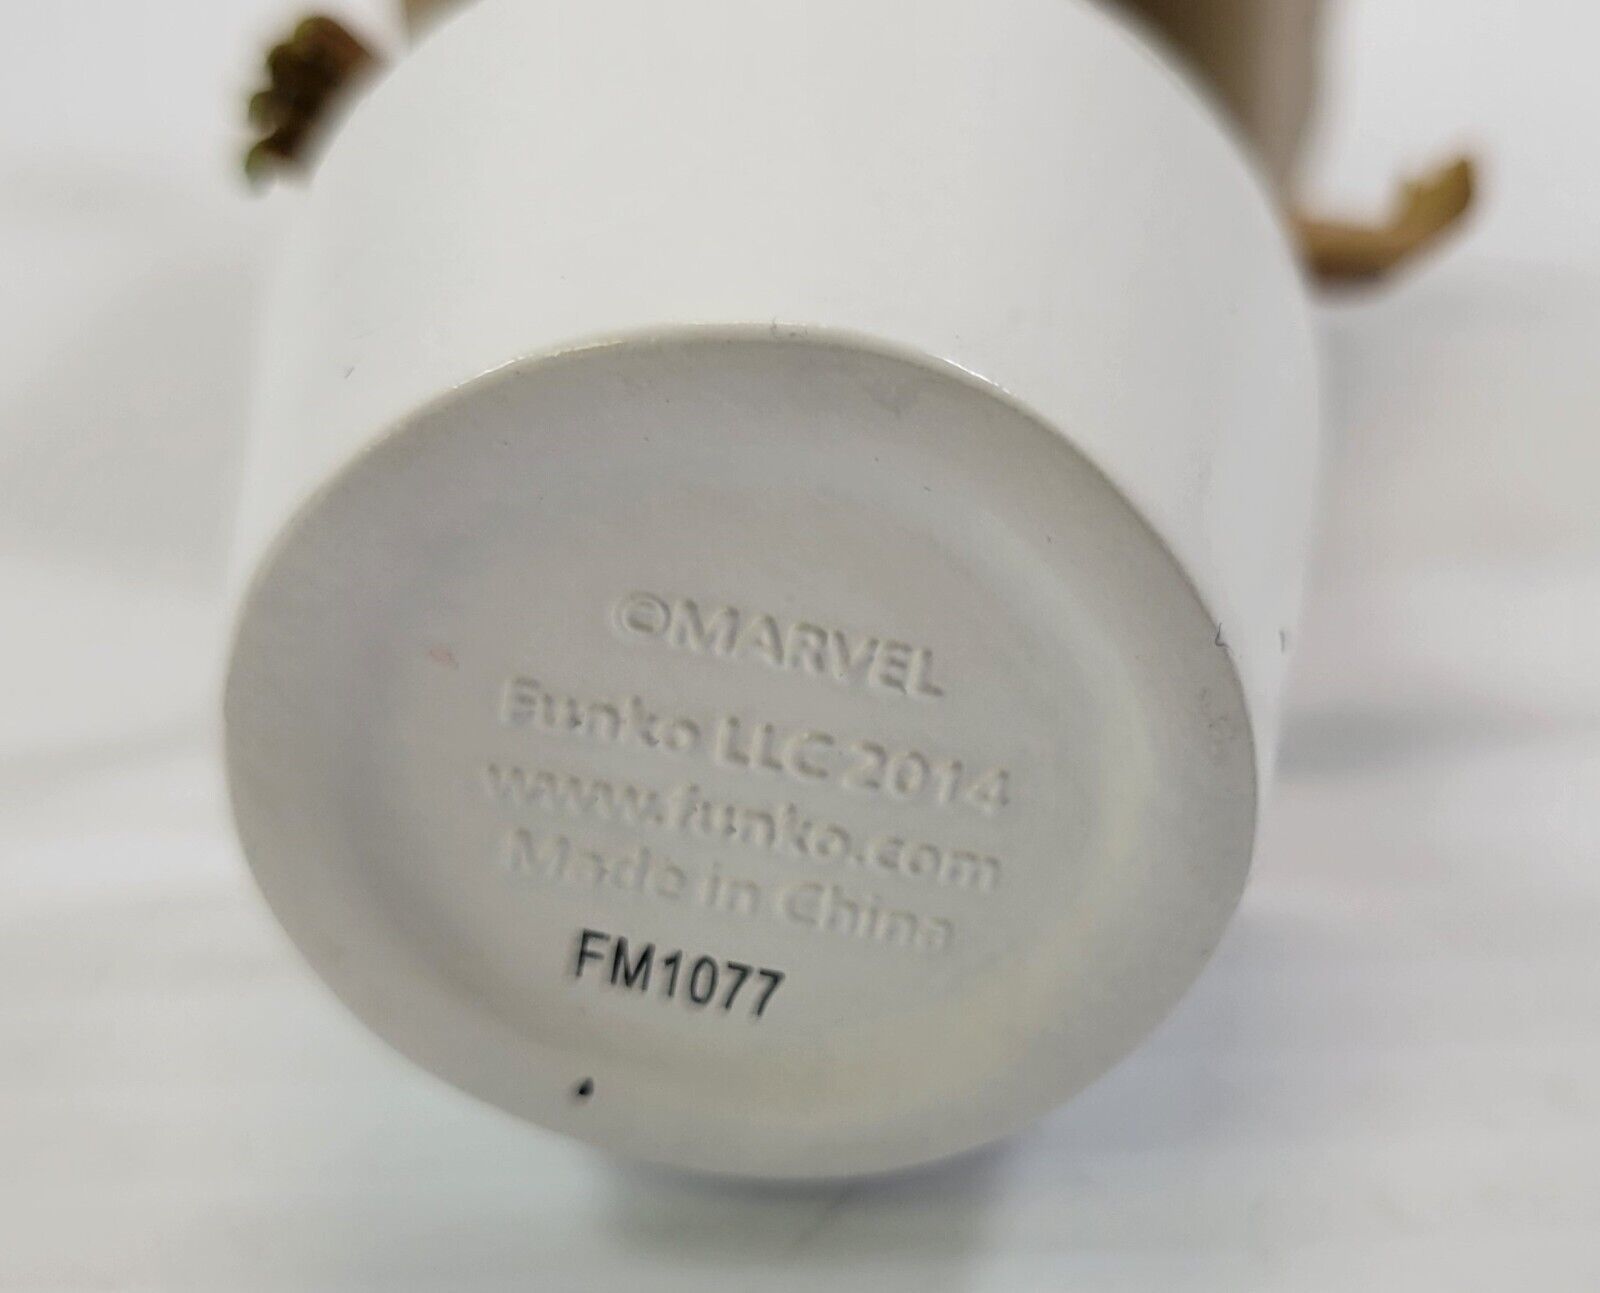 ©MARVEL
Funko LLC 2014
www.funko.com
Made in China
FM1077